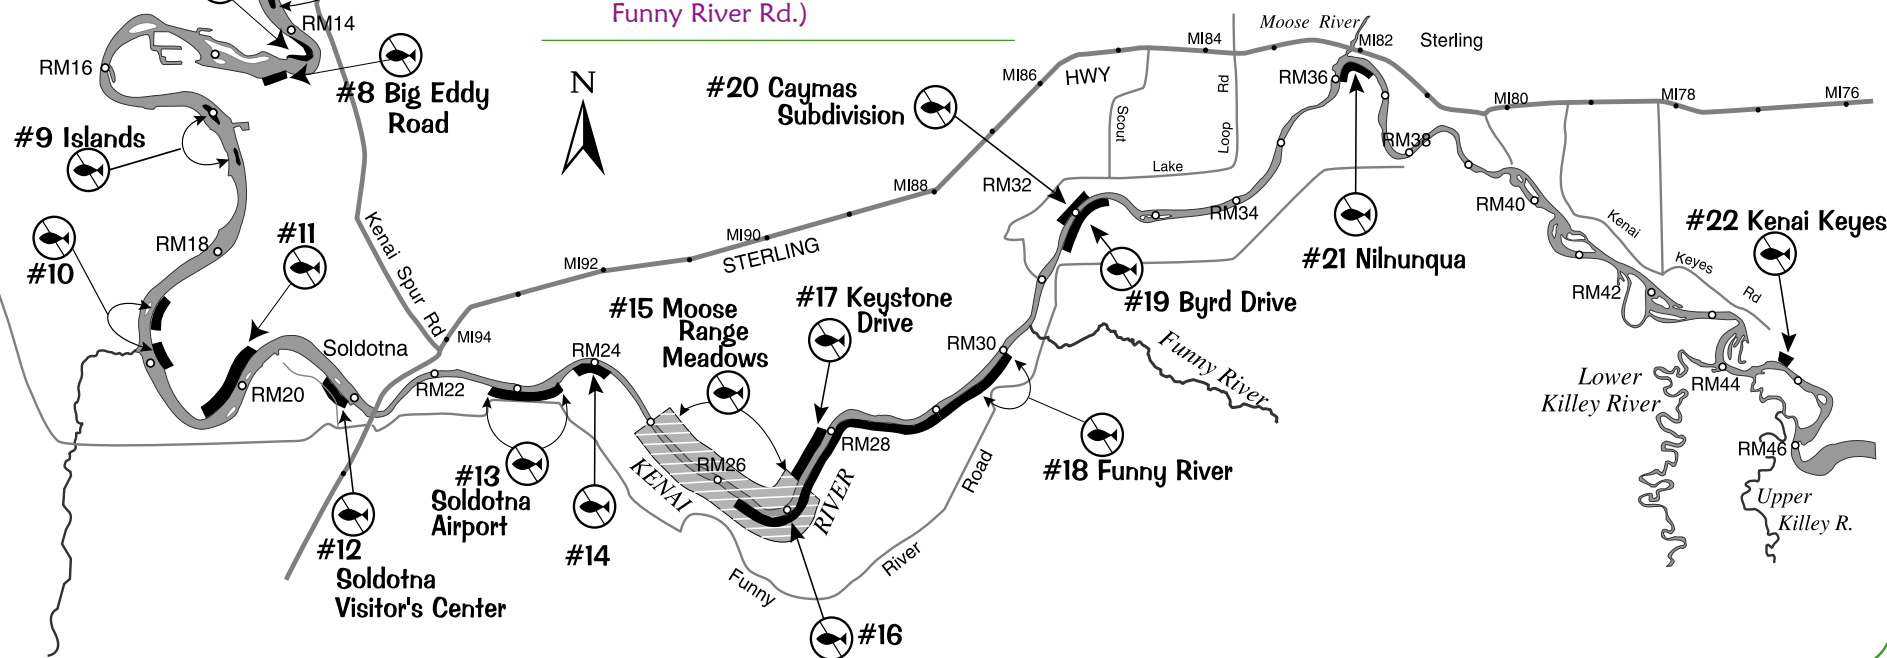 Funny River Rd.)
RM14
Moose River
MI84
MI82
Sterling
RM16
#8 Big Eddy
Road
N
#20 Caymas
Subdivision
MI86
HWY
Rd
RM36
MI80
MI78
MI76
#9 Islands
Scout
Loop
RM38
Lake
MI88
RM32
RM34
RM40
Kenai
#22 Kenai Keyes
RM18
#11
Kenai Spur Rd
MI90
STERLING
#21 Nilnunqua
Keyes
#10
MI92
RM42
Rd
#15 Moose
Range
Meadows
#17 Keystone
Drive
#19 Byrd Drive
Soldotna
MI94
RM24
RM30
Funny River
Lower
Killey River
RM44
RM20
RM22
RM28
RM46
#13
Soldotna
Airport
RM26
KENAI
RIVER
Road
#18 Funny River
Upper
Killey R.
#12
Soldotna
Visitor's Center
#14
Funny
River
#16